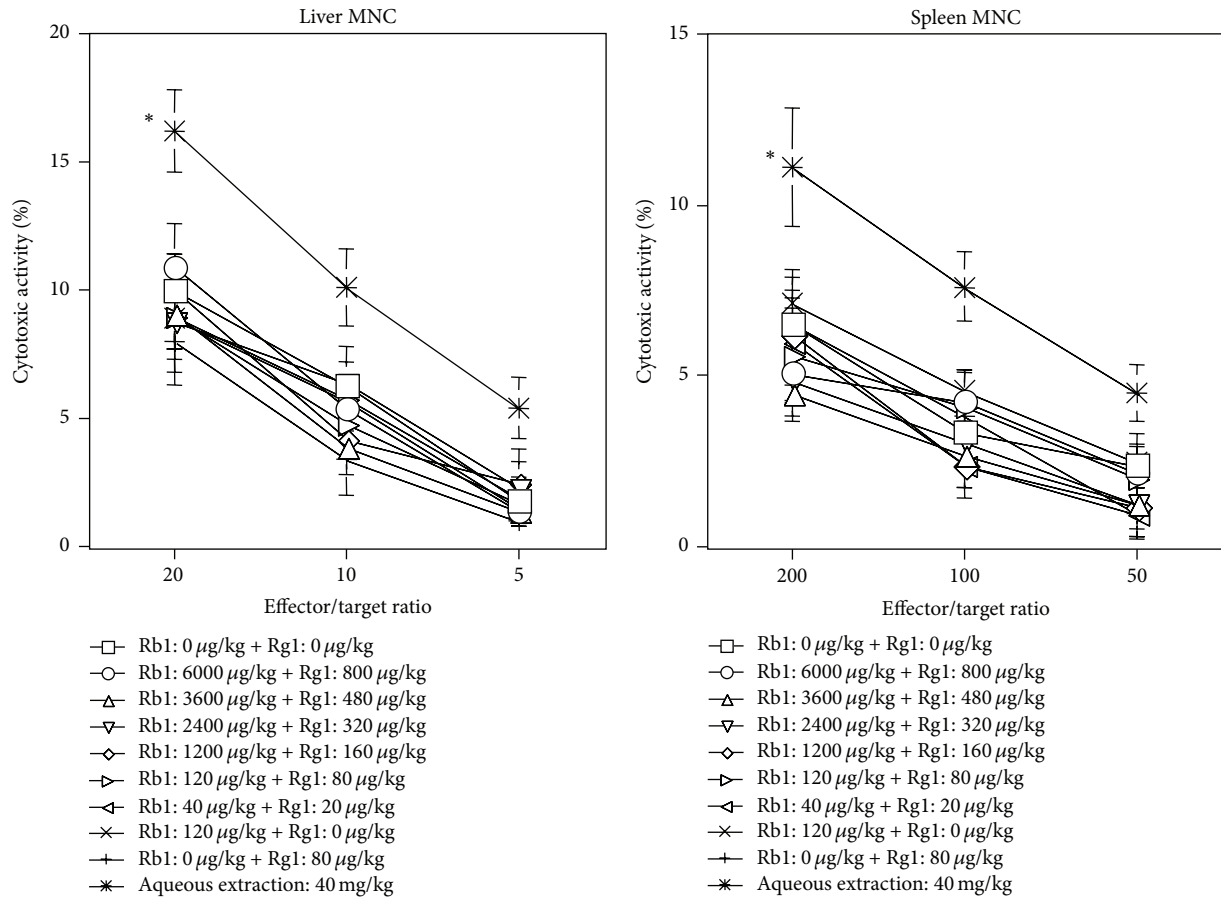 Liver MNC
20
15
10
5
0
*
Cytotoxic activity (%)
20
10
5
Effector/target ratio
Rb1: 0 µg/kg + Rg1: 0 µg/kg
Rb1: 6000 µg/kg + Rg1: 800 µg/kg
Rb1: 3600 µg/kg + Rg1: 480 µg/kg
Rb1: 2400 µg/kg + Rg1: 320 µg/kg
Rb1: 1200 µg/kg + Rg1: 160 µg/kg
Rb1: 120 µg/kg + Rg1: 80 µg/kg
Rb1: 40 µg/kg + Rg1: 20 µg/kg
Rb1: 120 µg/kg + Rg1: 0 µg/kg
Rb1: 0 µg/kg + Rg1: 80 µg/kg
Aqueous extraction: 40 mg/kg
Spleen MNC
15
10
5
0
*
Cytotoxic activity (%)
200
100
50
Effector/target ratio
Rb1: 0 µg/kg + Rg1: 0 µg/kg
Rb1: 6000 µg/kg + Rg1: 800 µg/kg
Rb1: 3600 µg/kg + Rg1: 480 µg/kg
Rb1: 2400 µg/kg + Rg1: 320 µg/kg
Rb1: 1200 µg/kg + Rg1: 160 µg/kg
Rb1: 120 µg/kg + Rg1: 80 µg/kg
Rb1: 40 µg/kg + Rg1: 20 µg/kg
Rb1: 120 µg/kg + Rg1: 0 µg/kg
Rb1: 0 µg/kg + Rg1: 80 µg/kg
Aqueous extraction: 40 mg/kg